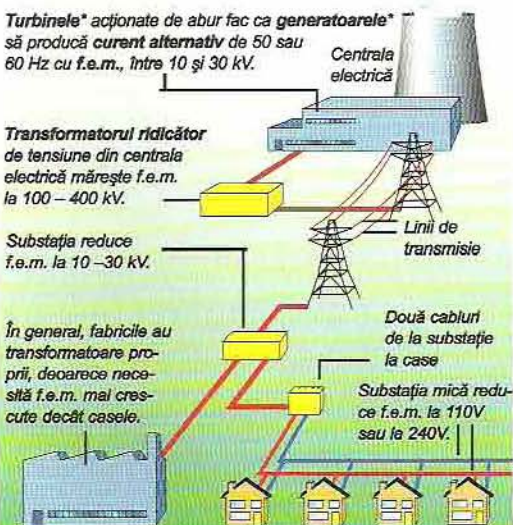 Turbinele* acționate de abur fac ca generatoarele*
să producă curent alternativ de 50 sau
60 Hz cu f.e.m., între 10 și 30 kV.
Centrala
electrică
Transformatorul ridicător
de tensiune din centrala
electrică mărește f.e.m.
la 100 – 400 kV.
Linii de
transmisie
Substația reduce
f.e.m. la 10 –30 kV.
În general, fabricile au
transformatoare pro-
prii, deoarece nece-
sită f.e.m. mai cres-
cute decât casele.
Două cabluri
de la substație
la case
Substația mică redu-
ce f.e.m. la 110V
sau la 240V.